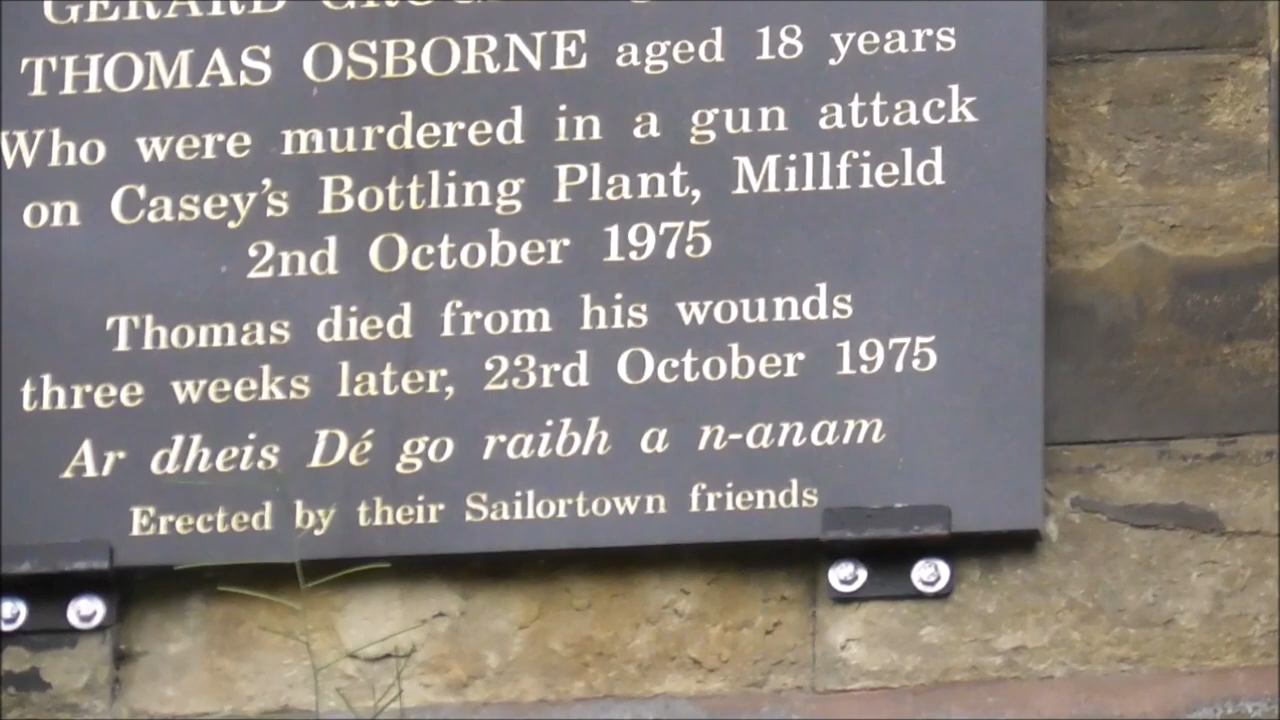 GERARD
THOMAS OSBORNE aged 18 years
Who were murdered in a gun attack
on Casey's Bottling Plant, Millfield
2nd October 1975
Thomas died from his wounds
three weeks later, 23rd October 1975
Ar dheis Dé go raibh a n-anam
Erected by their Sailortown friends